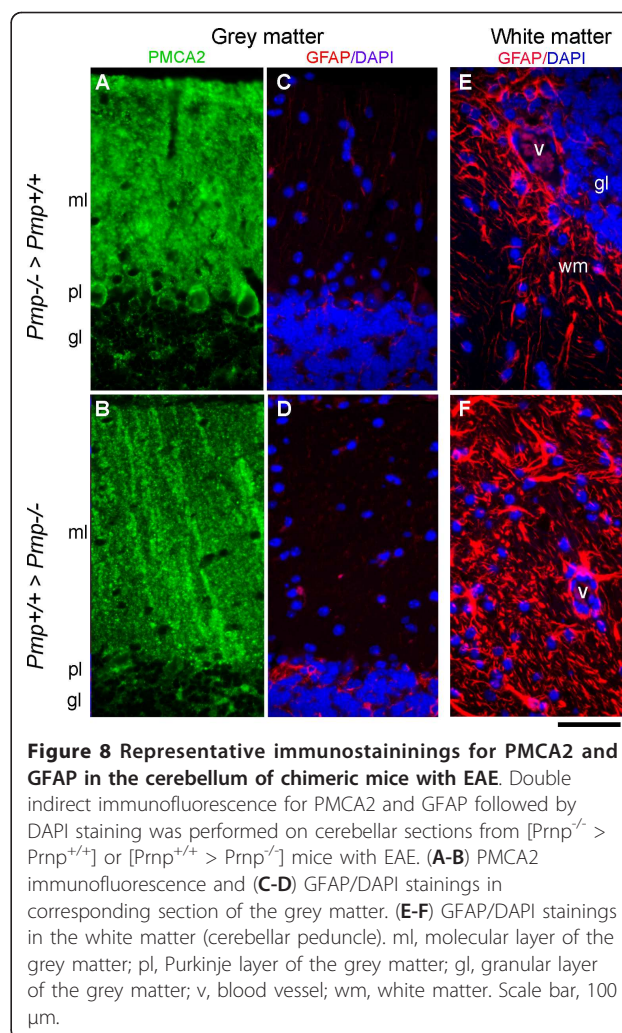 Grey matter White matter
PMCA2 GFAP/DAPI GFAP/DAPI
A C E
Prnp-/- > Prnp+/+
ml
pl
gl
v
gl
wm
B D F
Prnp+/+ > Prnp-/-
ml
pl
gl
v
Figure 8 Representative immunostaininings for PMCA2 and
GFAP in the cerebellum of chimeric mice with EAE. Double
indirect immunofluorescence for PMCA2 and GFAP followed by
DAPI staining was performed on cerebellar sections from [Prnp-/- >
Prnp+/+] or [Prnp+/+ > Prnp-/-] mice with EAE. (A-B) PMCA2
immunofluorescence and (C-D) GFAP/DAPI stainings in
corresponding section of the grey matter. (E-F) GFAP/DAPI stainings
in the white matter (cerebellar peduncle). ml, molecular layer of the
grey matter; pl, Purkinje layer of the grey matter; gl, granular layer
of the grey matter; v, blood vessel; wm, white matter. Scale bar, 100
μm.